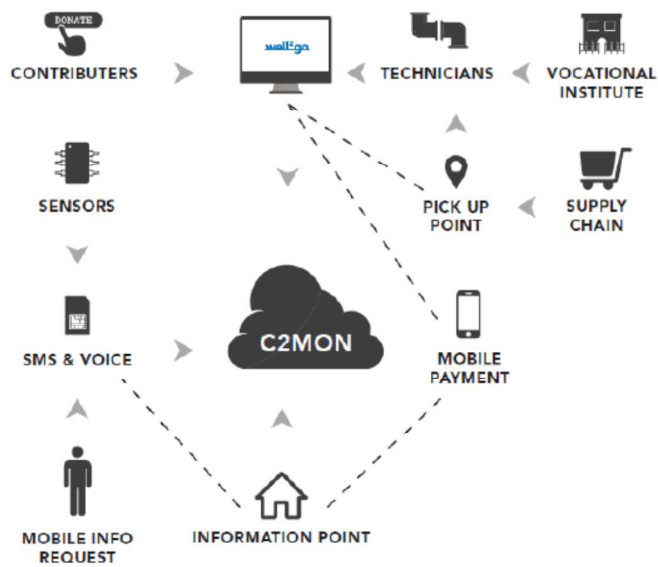 DONATE
well2go
CONTRIBUTERS
TECHNICIANS
VOCATIONAL
INSTITUTE
SENSORS
PICK UP
POINT
SUPPLY
CHAIN
C2MON
SMS & VOICE
MOBILE
PAYMENT
MOBILE INFO
REQUEST
INFORMATION POINT